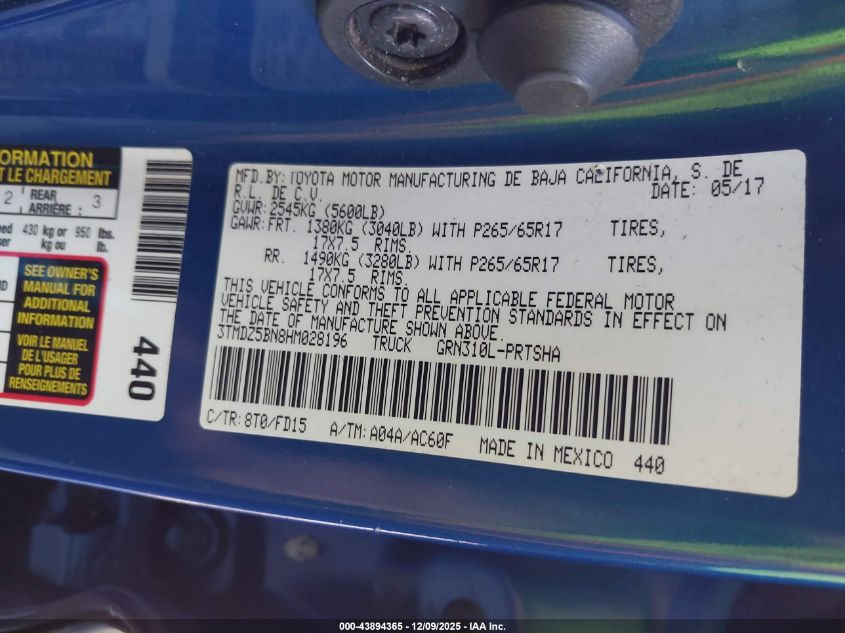 ORMATION
T LE CHARGEMENT
2 REAR ARRIÈRE : 3
430 kg or 950 lbs.
ser kg ou lb.
SEE OWNER'S
MANUAL FOR
ADDITIONAL
INFORMATION
VOIR LE MANUEL
DE L'USAGER
POUR PLUS DE
RENSEIGNEMENTS
440
MFD.BY:TOYOTA MOTOR MANUFACTURING DE BAJA CALIFORNIA, S. DE
R.L. DE C.V. DATE: 05/17
GVWR:2545KG (5600LB)
GAWR:FRT. 1380KG (3040LB) WITH P265/65R17 TIRES,
17X7.5 RIMS.
RR. 1490KG (3280LB) WITH P265/65R17 TIRES,
17X7.5 RIMS.
THIS VEHICLE CONFORMS TO ALL APPLICABLE FEDERAL MOTOR
VEHICLE SAFETY AND THEFT PREVENTION STANDARDS IN EFFECT ON
THE DATE OF MANUFACTURE SHOWN ABOVE.
3TMDZ5BN8HM028196 TRUCK GRN310L-PRTSHA
C/TR:8T0/FD15 A/TM:A04A/AC60F MADE IN MEXICO 440
000-43894365 - 12/09/2025 - IAA Inc.